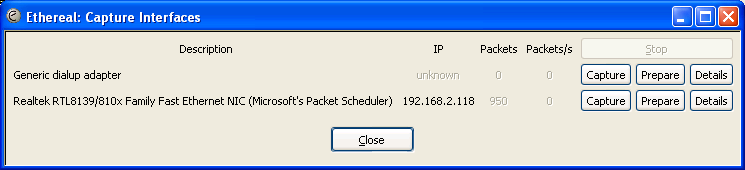 Ethereal: Capture Interfaces
Description IP Packets Packets/s Stop
Generic dialup adapter unknown 0 0 Capture Prepare Details
Realtek RTL8139/810x Family Fast Ethernet NIC (Microsoft's Packet Scheduler) 192.168.2.118 950 0 Capture Prepare Details
Close